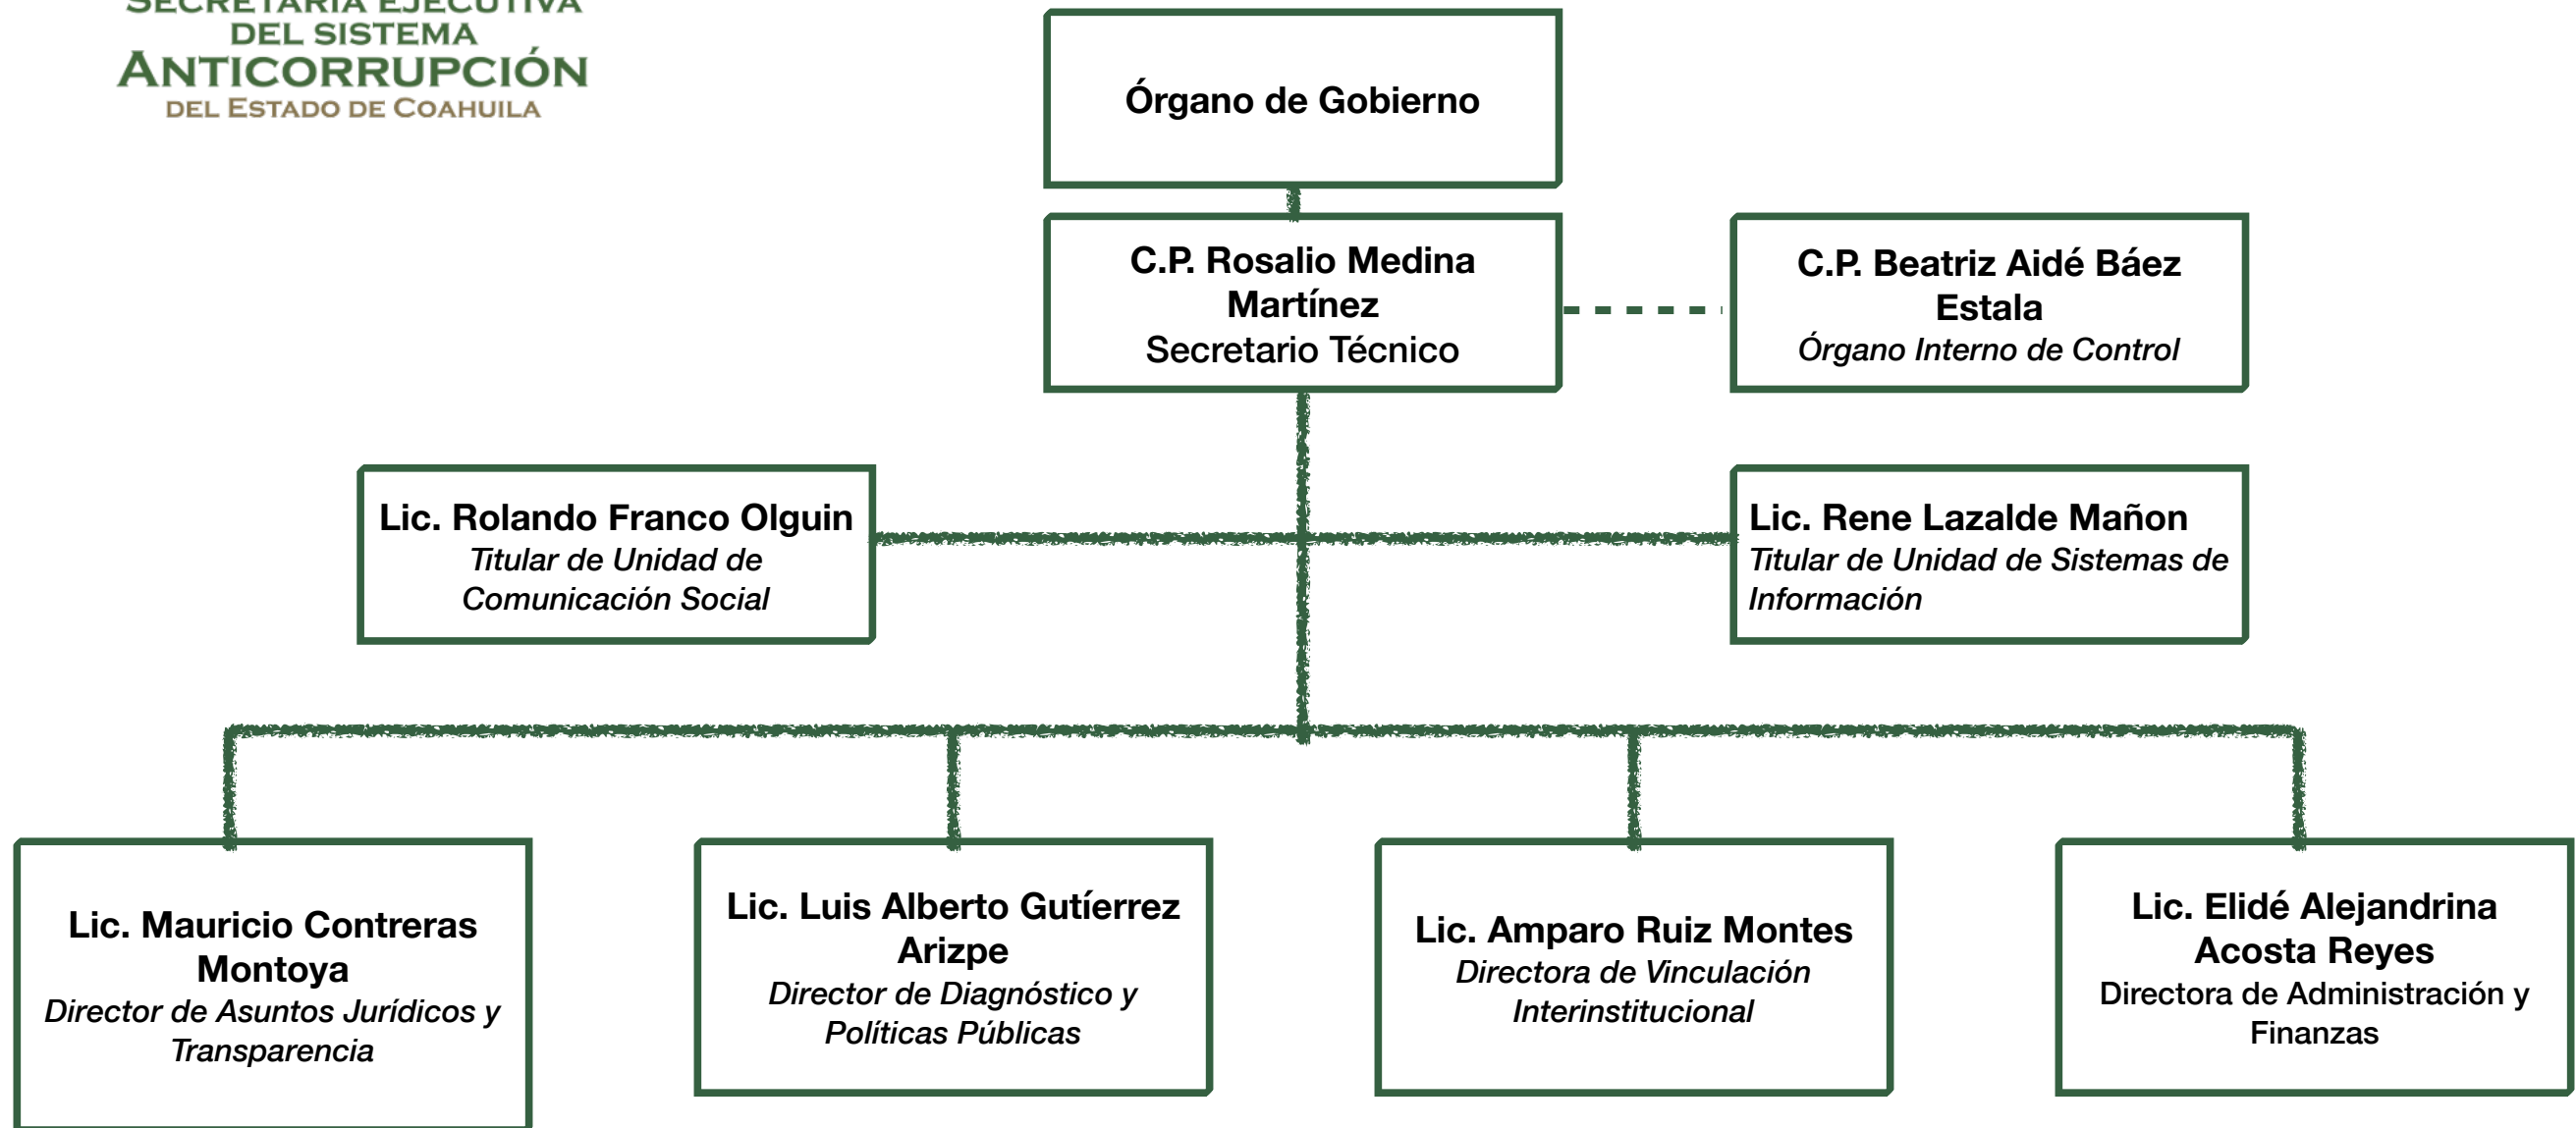 SECRETARÍA EJECUTIVA
DEL SISTEMA
ANTICORRUPCIÓN
DEL ESTADO DE COAHUILA
Órgano de Gobierno
C.P. Rosalio Medina
Martínez
Secretario Técnico
C.P. Beatriz Aidé Báez
Estala
Órgano Interno de Control
Lic. Rolando Franco Olguin
Titular de Unidad de
Comunicación Social
Lic. Rene Lazalde Mañon
Titular de Unidad de Sistemas de
Información
Lic. Mauricio Contreras
Montoya
Director de Asuntos Jurídicos y
Transparencia
Lic. Luis Alberto Gutíerrez
Arizpe
Director de Diagnóstico y
Políticas Públicas
Lic. Amparo Ruiz Montes
Directora de Vinculación
Interinstitucional
Lic. Elidé Alejandrina
Acosta Reyes
Directora de Administración y
Finanzas